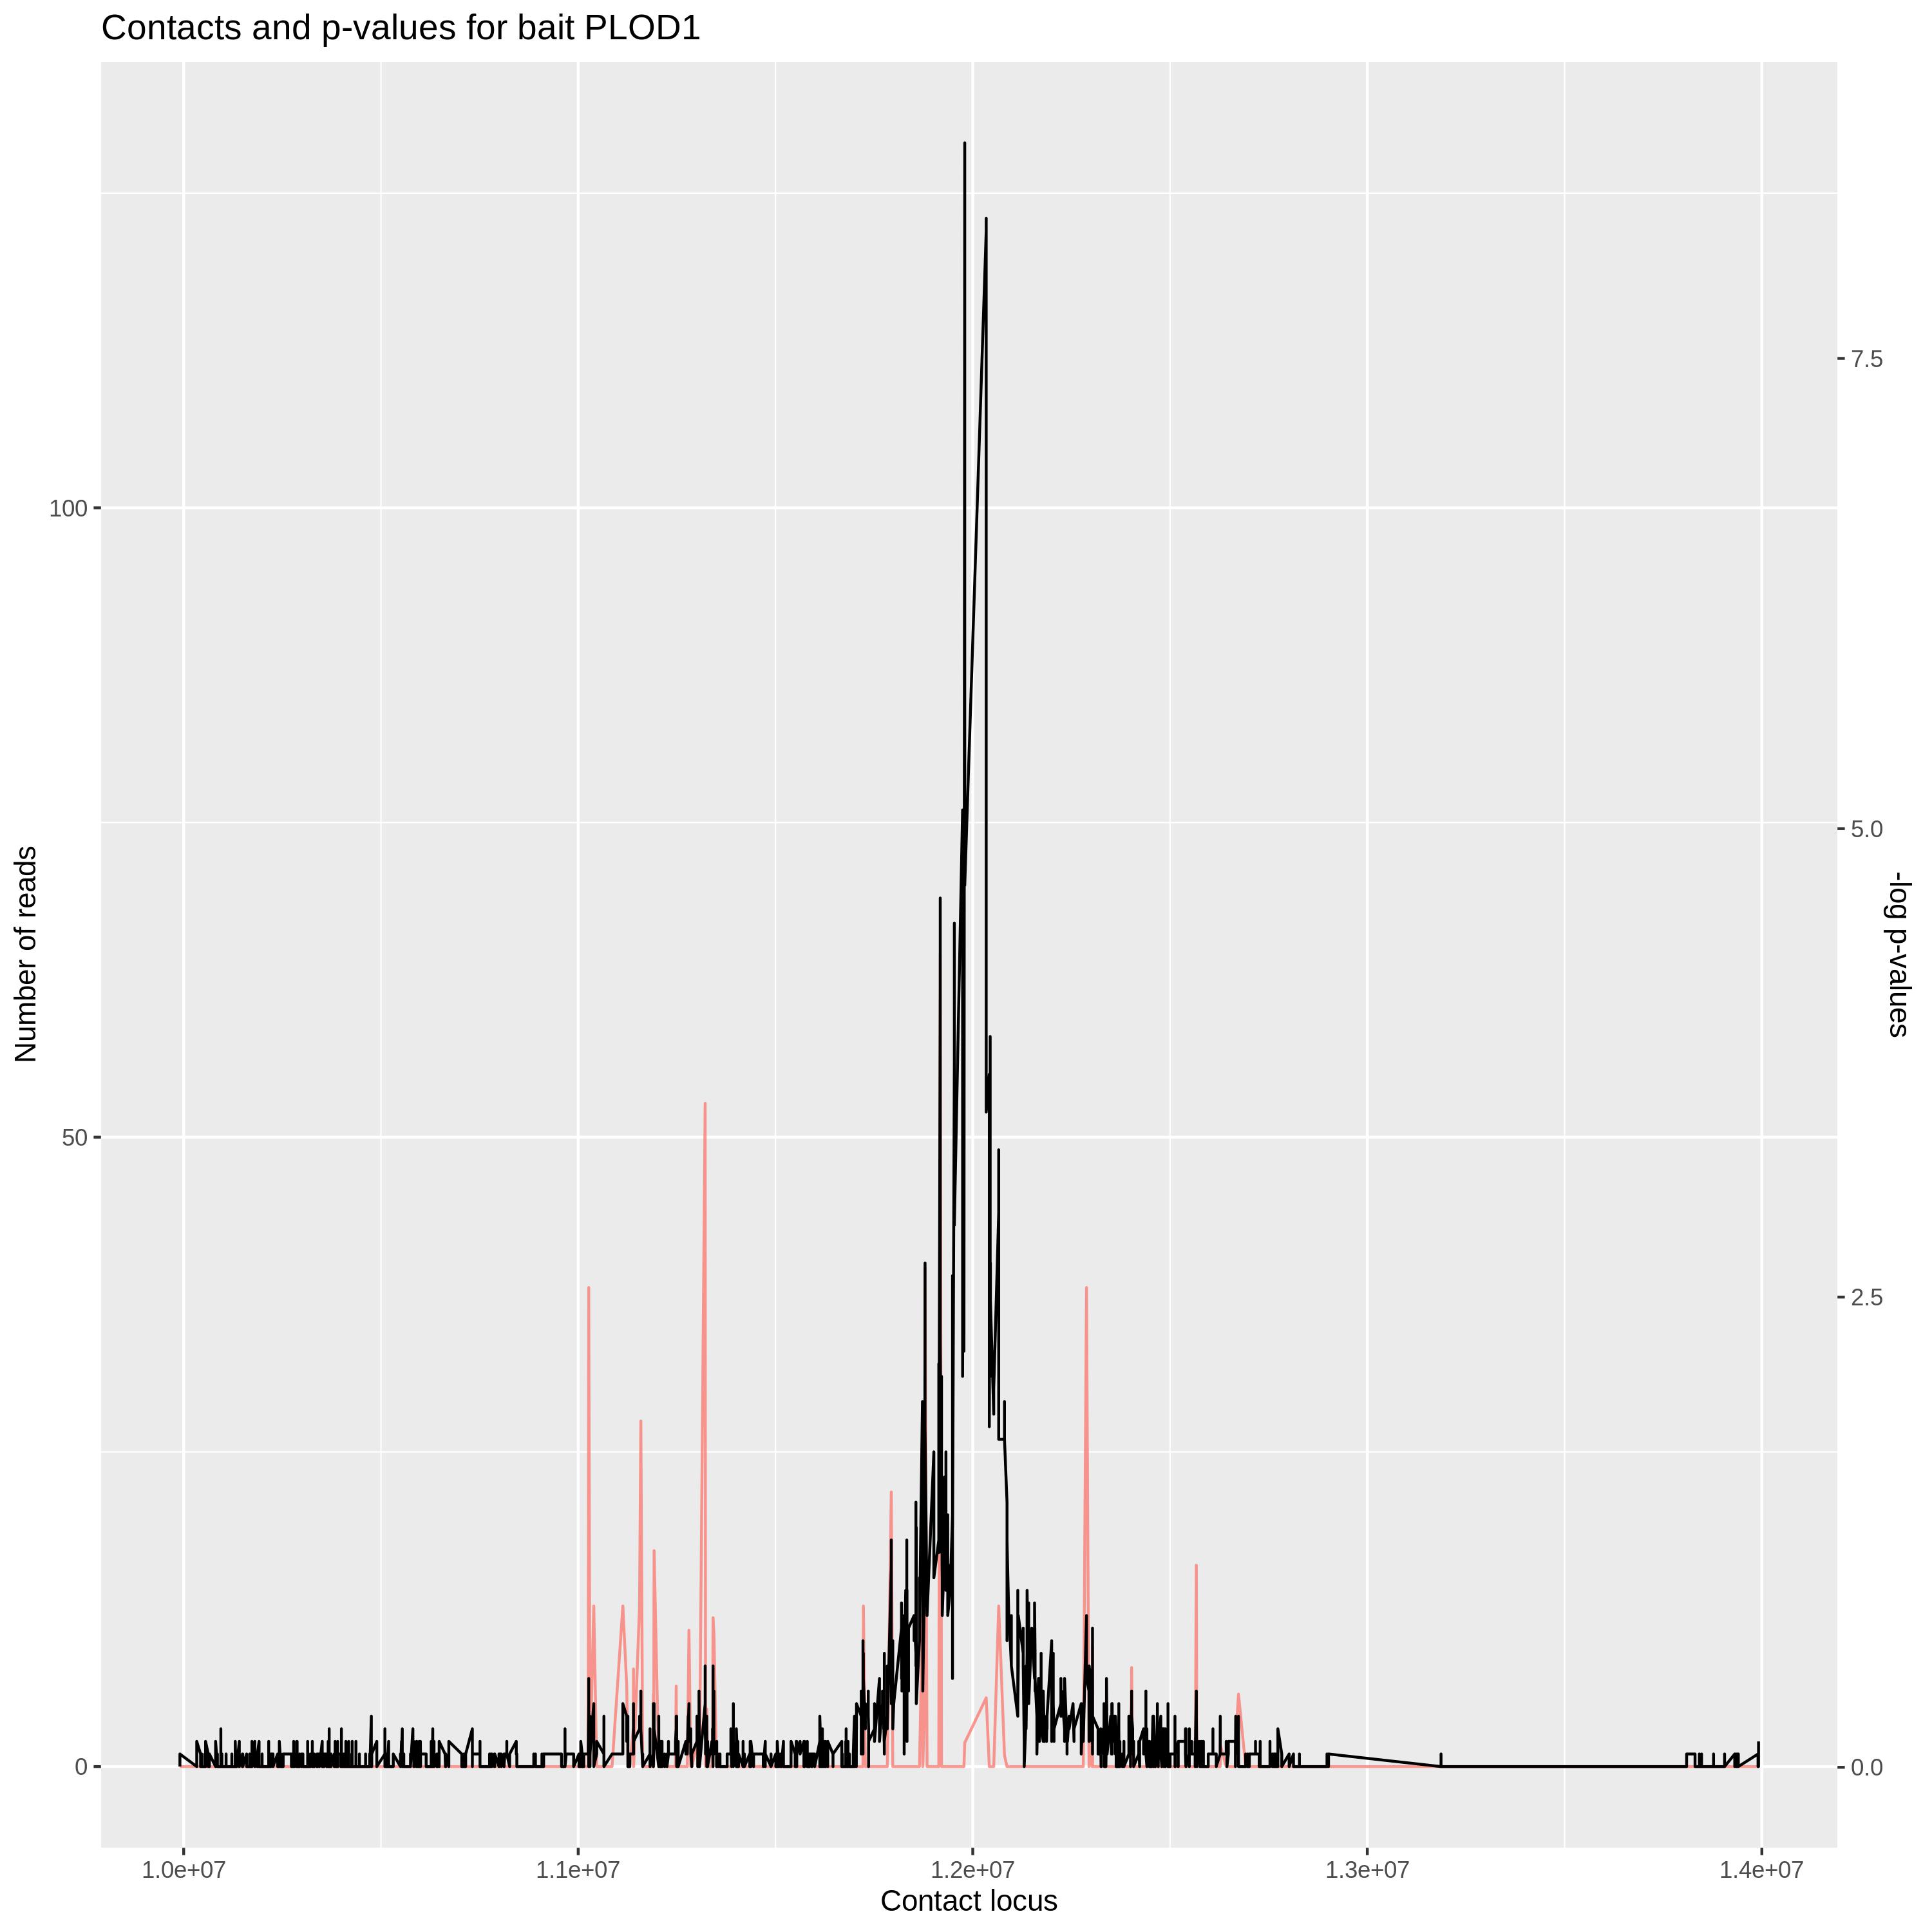 Contacts and p-values for bait PLOD1
Number of reads
100
50
0
7.5
5.0
2.5
0.0
-log p-values
1.0e+07
1.1e+07
1.2e+07
1.3e+07
1.4e+07
Contact locus